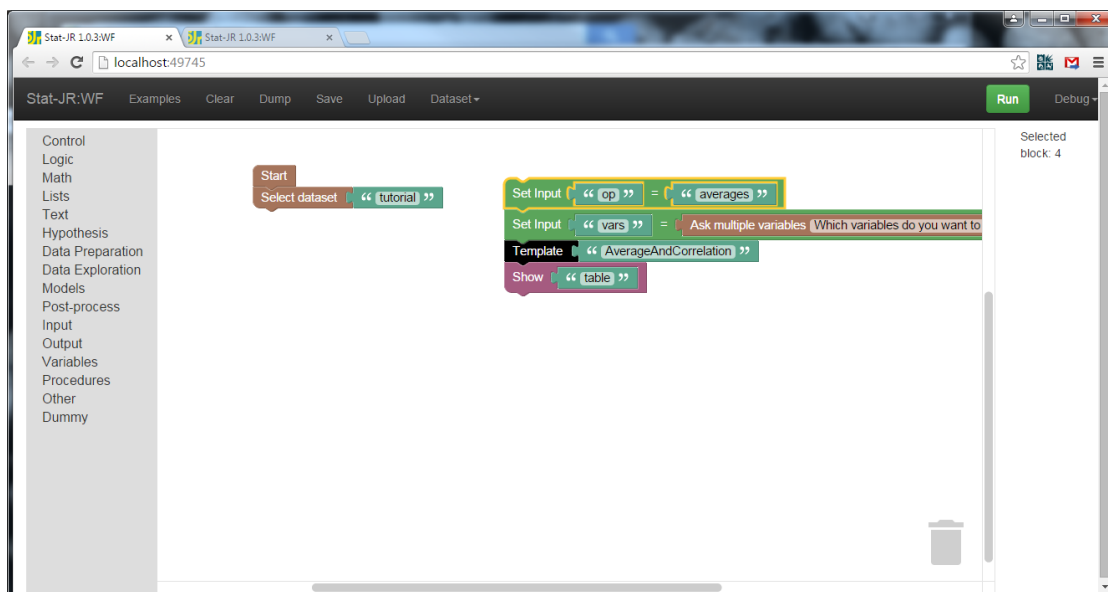 Stat-JR 1.0.3:WF
Stat-JR 1.0.3:WF
localhost:49745
Stat-JR:WF Examples Clear Dump Save Upload Dataset Run Debug
Control
Logic
Math
Lists
Text
Hypothesis
Data Preparation
Data Exploration
Models
Post-process
Input
Output
Variables
Procedures
Other
Dummy
Start
Select dataset “ tutorial ”
Set Input “ op ” = “ averages ”
Set Input “ vars ” = Ask multiple variables Which variables do you want to
Template “ AverageAndCorrelation ”
Show “ table ”
Selected
block: 4